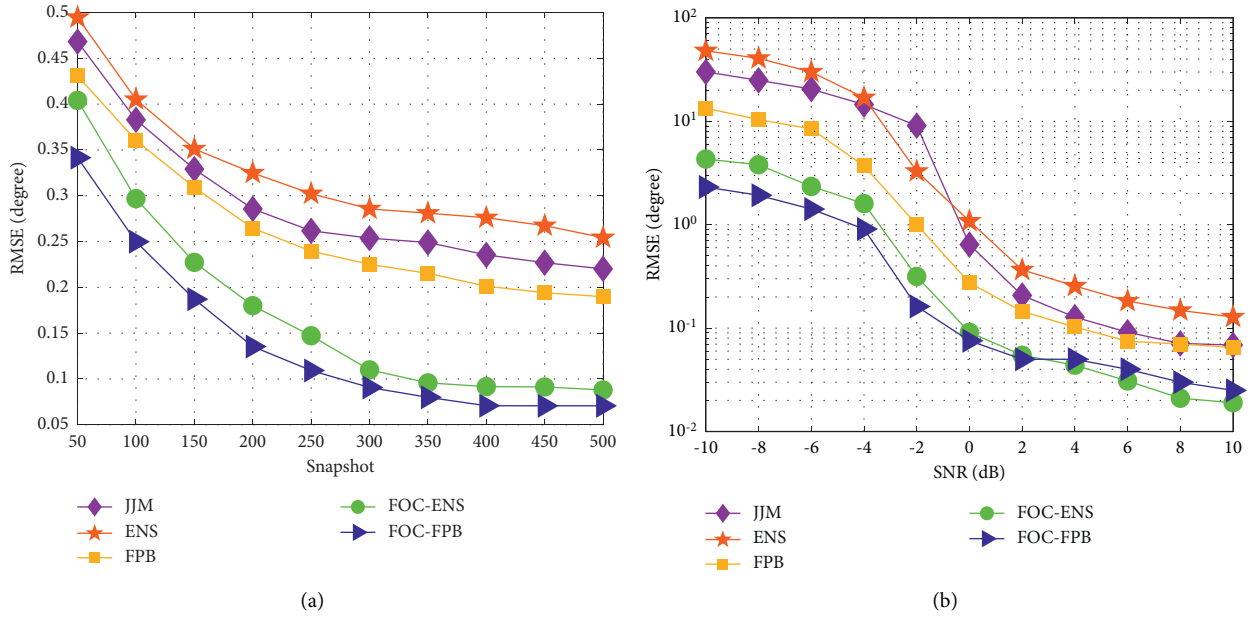 0.5
0.45
0.4
0.35
0.3
0.25
0.2
0.15
0.1
0.05
RMSE (degree)
50 100 150 200 250 300 350 400 450 500
Snapshot
JJM
ENS
FPB
FOC-ENS
FOC-FPB
(a)
10^2
10^1
10^0
10^-1
10^-2
RMSE (degree)
-10 -8 -6 -4 -2 0 2 4 6 8 10
SNR (dB)
JJM
ENS
FPB
FOC-ENS
FOC-FPB
(b)